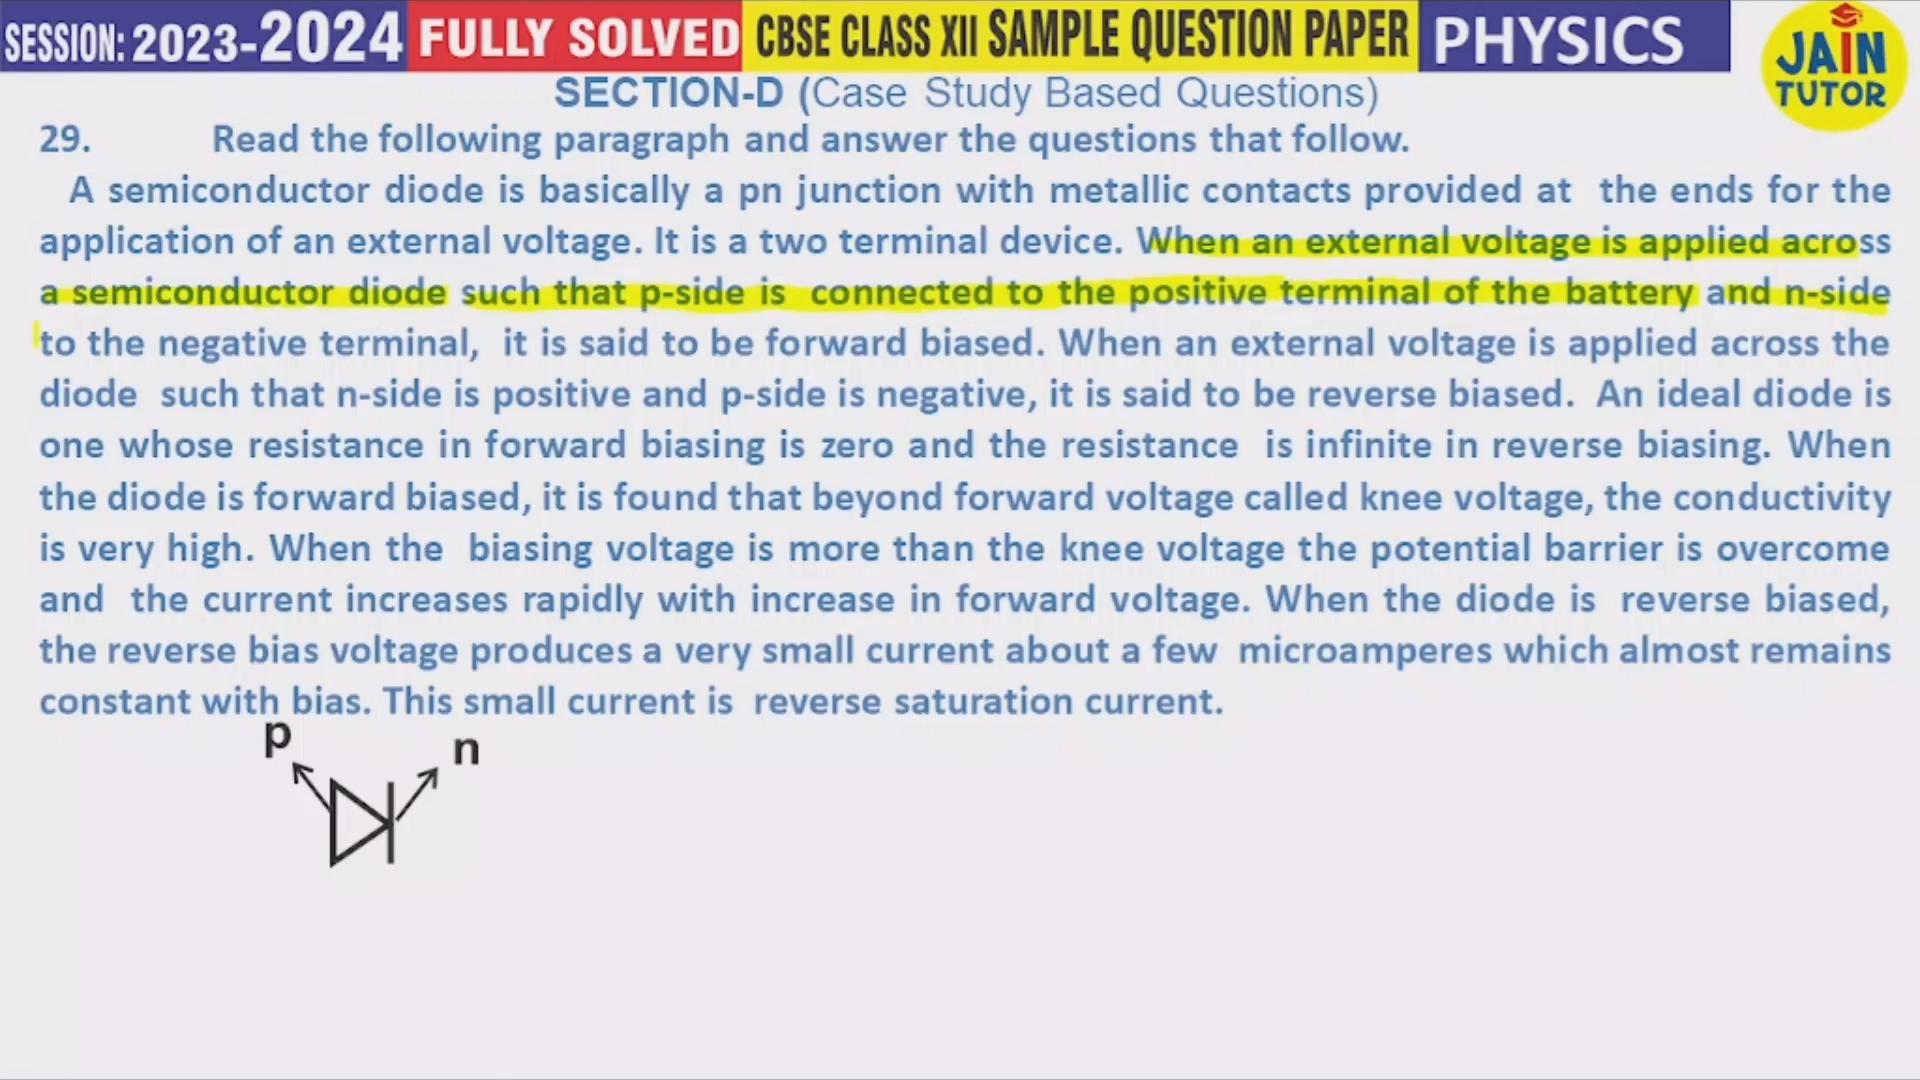 SESSION: 2023-2024 FULLY SOLVED CBSE CLASS XII SAMPLE QUESTION PAPER PHYSICS
JAIN
TUTOR
SECTION-D (Case Study Based Questions)
29. Read the following paragraph and answer the questions that follow.
A semiconductor diode is basically a pn junction with metallic contacts provided at the ends for the
application of an external voltage. It is a two terminal device. When an external voltage is applied across
a semiconductor diode such that p-side is connected to the positive terminal of the battery and n-side
to the negative terminal, it is said to be forward biased. When an external voltage is applied across the
diode such that n-side is positive and p-side is negative, it is said to be reverse biased. An ideal diode is
one whose resistance in forward biasing is zero and the resistance is infinite in reverse biasing. When
the diode is forward biased, it is found that beyond forward voltage called knee voltage, the conductivity
is very high. When the biasing voltage is more than the knee voltage the potential barrier is overcome
and the current increases rapidly with increase in forward voltage. When the diode is reverse biased,
the reverse bias voltage produces a very small current about a few microamperes which almost remains
constant with bias. This small current is reverse saturation current.
p
n